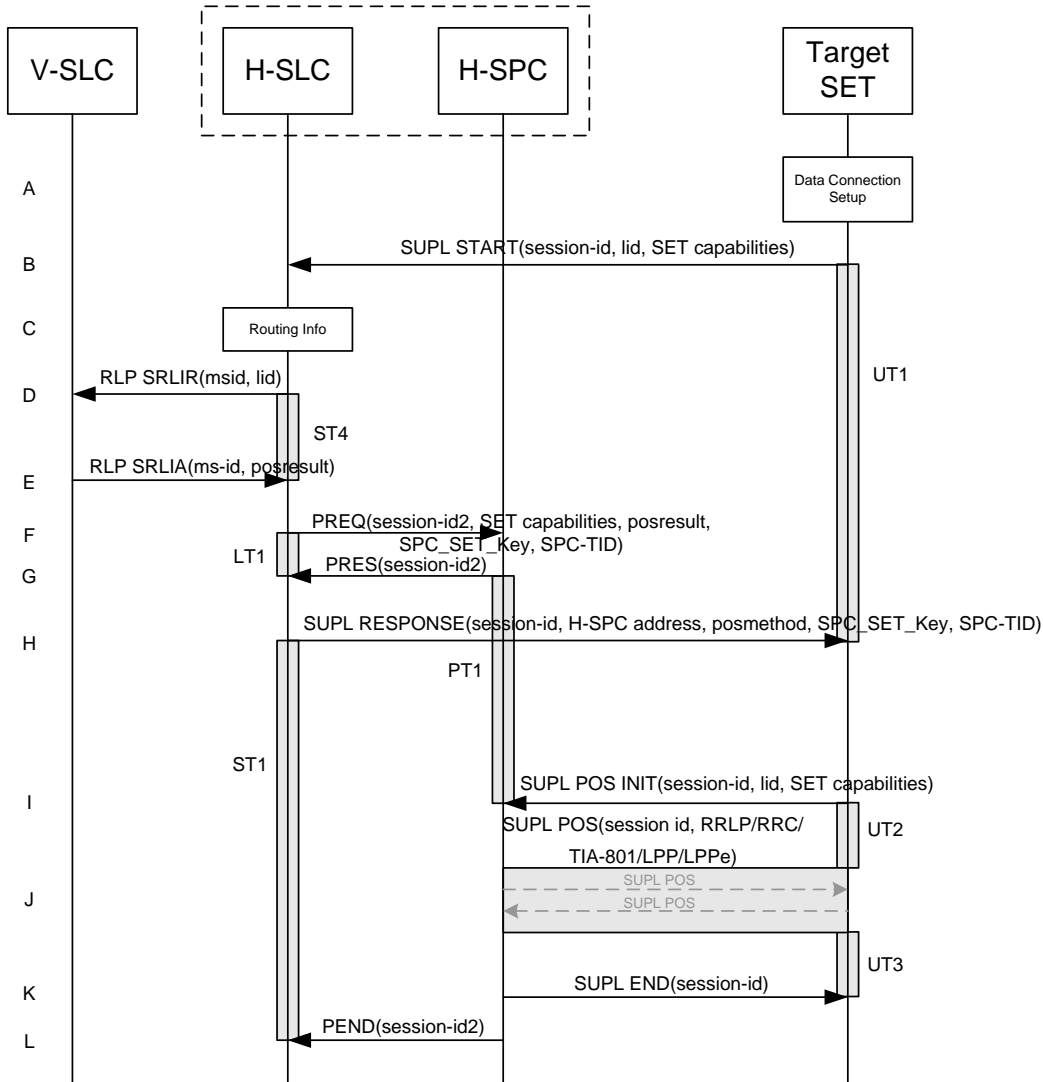 V-SLC
H-SLC
H-SPC
Target
SET
A
Data Connection
Setup
B
SUPL START(session-id, lid, SET capabilities)
C
Routing Info
UT1
D
RLP SRLIR(msid, lid)
ST4
E
RLP SRLIA(ms-id, posresult)
F
PREQ(session-id2, SET capabilities, posresult,
SPC_SET_Key, SPC-TID)
LT1
G
PRES(session-id2)
H
SUPL RESPONSE(session-id, H-SPC address, posmethod, SPC_SET_Key, SPC-TID)
PT1
ST1
I
SUPL POS INIT(session-id, lid, SET capabilities)
SUPL POS(session id, RRLP/RRC/
TIA-801/LPP/LPPe)
UT2
J
SUPL POS
SUPL POS
UT3
K
SUPL END(session-id)
L
PEND(session-id2)